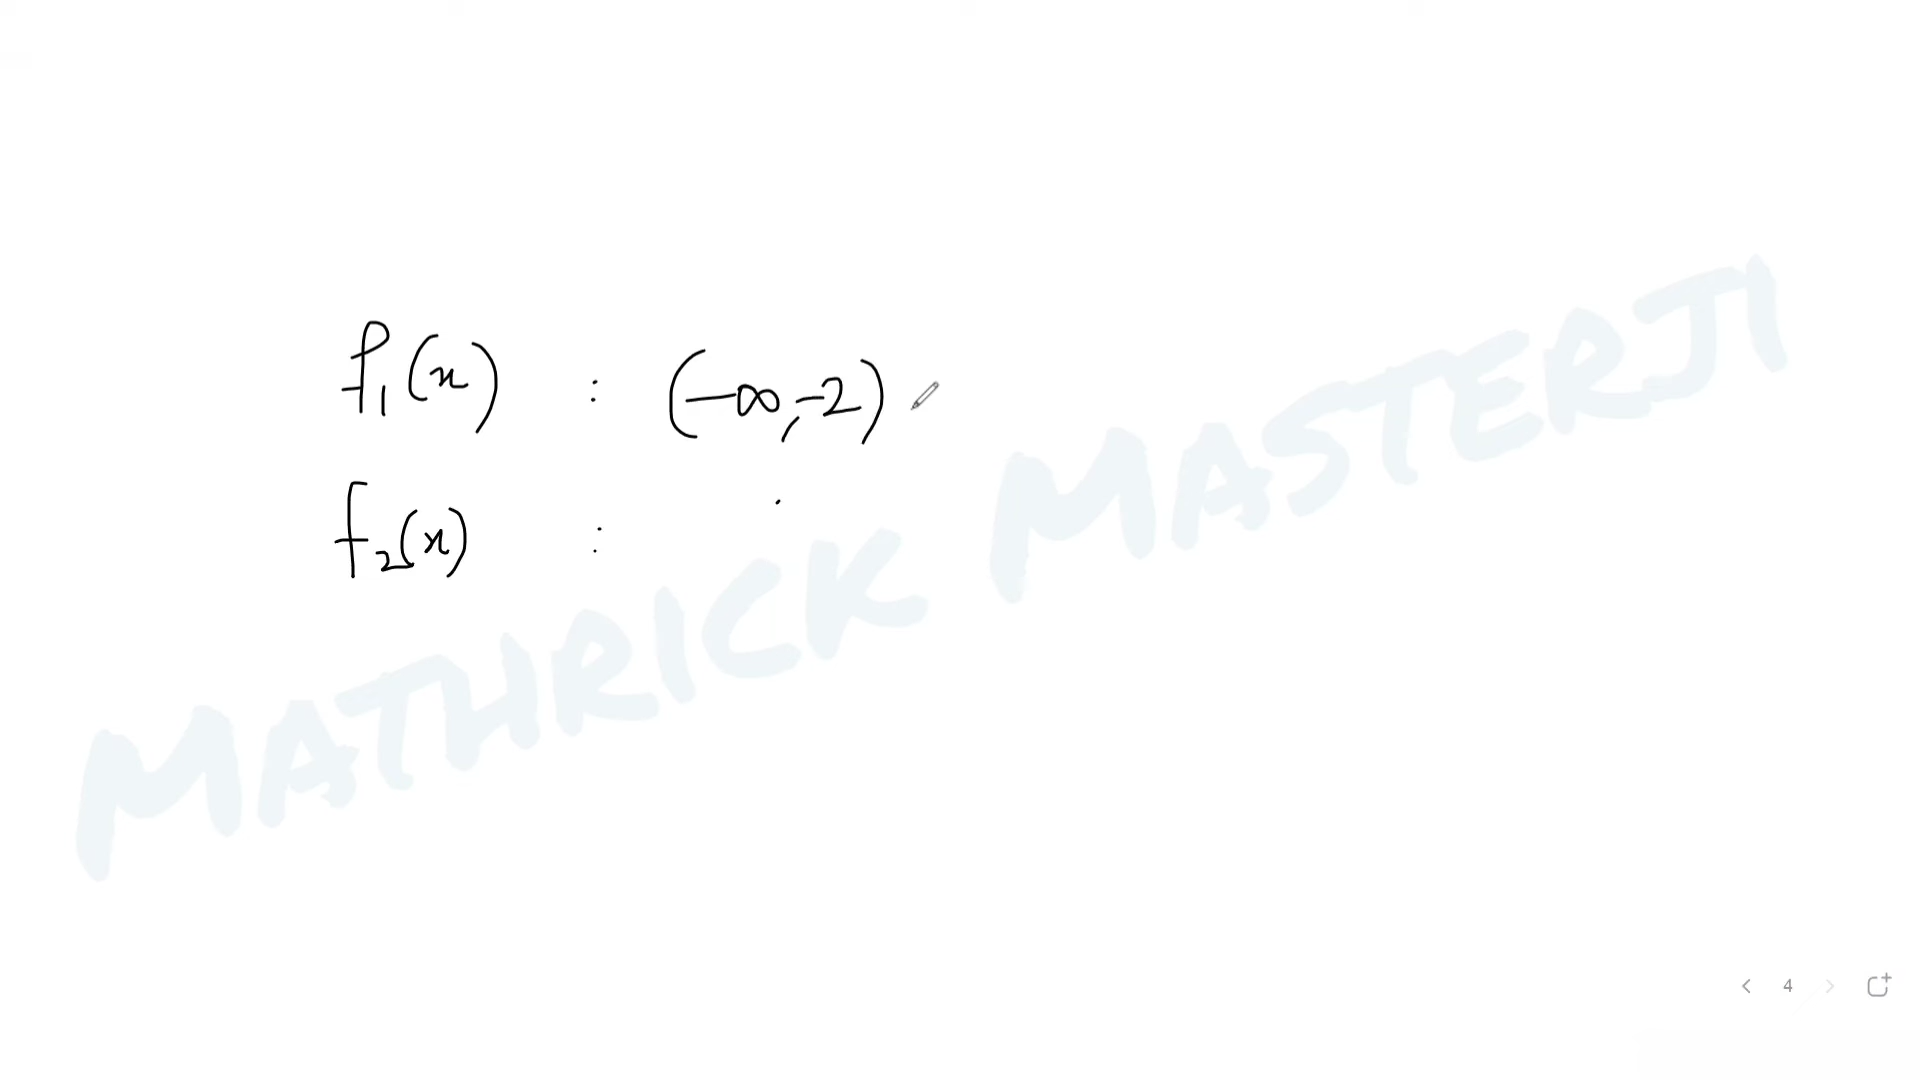 f₁(x) : (-∞, -2)
f₂(x) :
MATHRICK MASTERJI
4